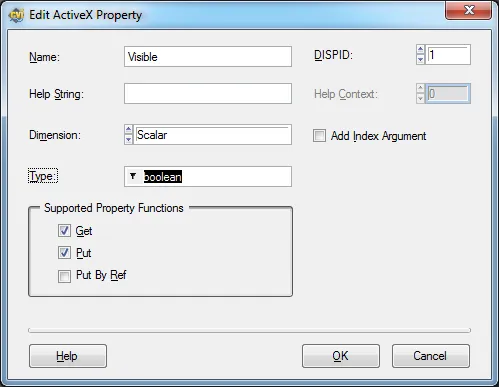 CVI Edit ActiveX Property
Name: Visible DISPID: 1
Help String: Help Context: 0
Dimension: Scalar Add Index Argument
Type: boolean
Supported Property Functions
Get
Put
Put By Ref
Help OK Cancel